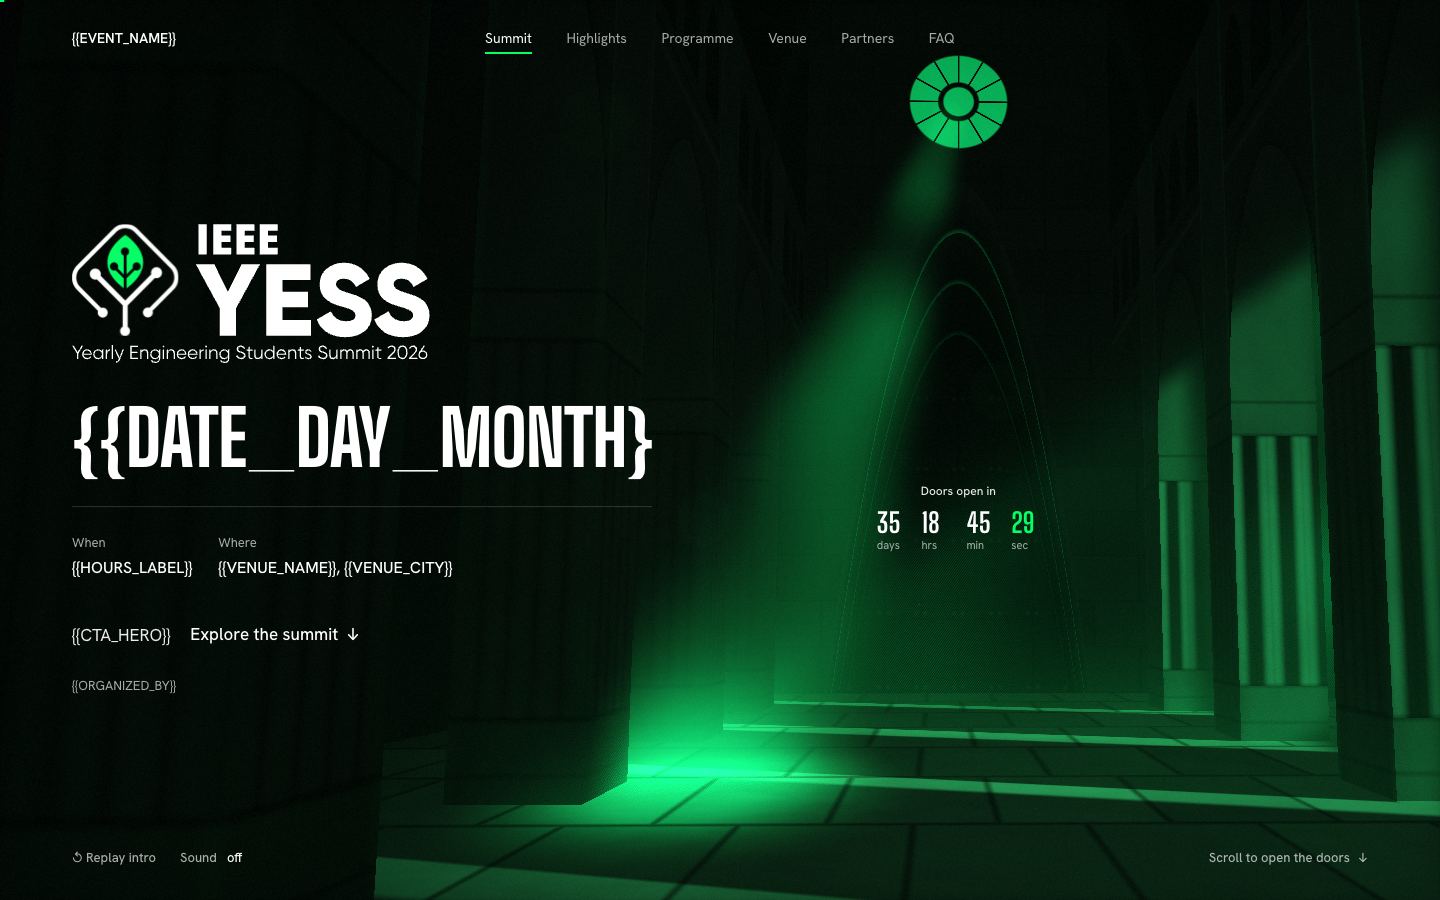 {{EVENT_NAME}}
Summit Highlights Programme Venue Partners FAQ
IEEE
YESS
Yearly Engineering Students Summit 2026
{{DATE_DAY_MONTH}
Doors open in
35 18 45 29
days hrs min sec
When Where
{{HOURS_LABEL}} {{VENUE_NAME}}, {{VENUE_CITY}}
{{CTA_HERO}} Explore the summit ↓
{{ORGANIZED_BY}}
↺ Replay intro Sound off
Scroll to open the doors ↓